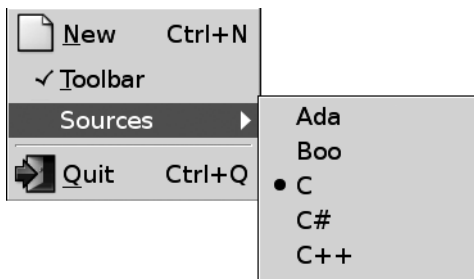 New Ctrl+N
Toolbar
Sources
Quit Ctrl+Q
Ada
Boo
C
C#
C++